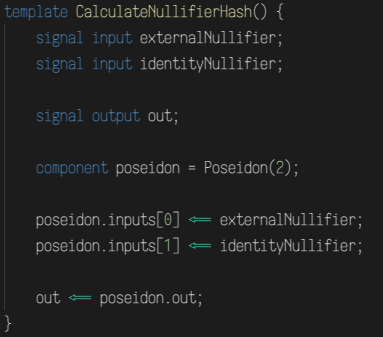 template CalculateNullifierHash() {
signal input externalNullifier;
signal input identityNullifier;
signal output out;
component poseidon = Poseidon(2);
poseidon.inputs[0] <== externalNullifier;
poseidon.inputs[1] <== identityNullifier;
out <== poseidon.out;
}